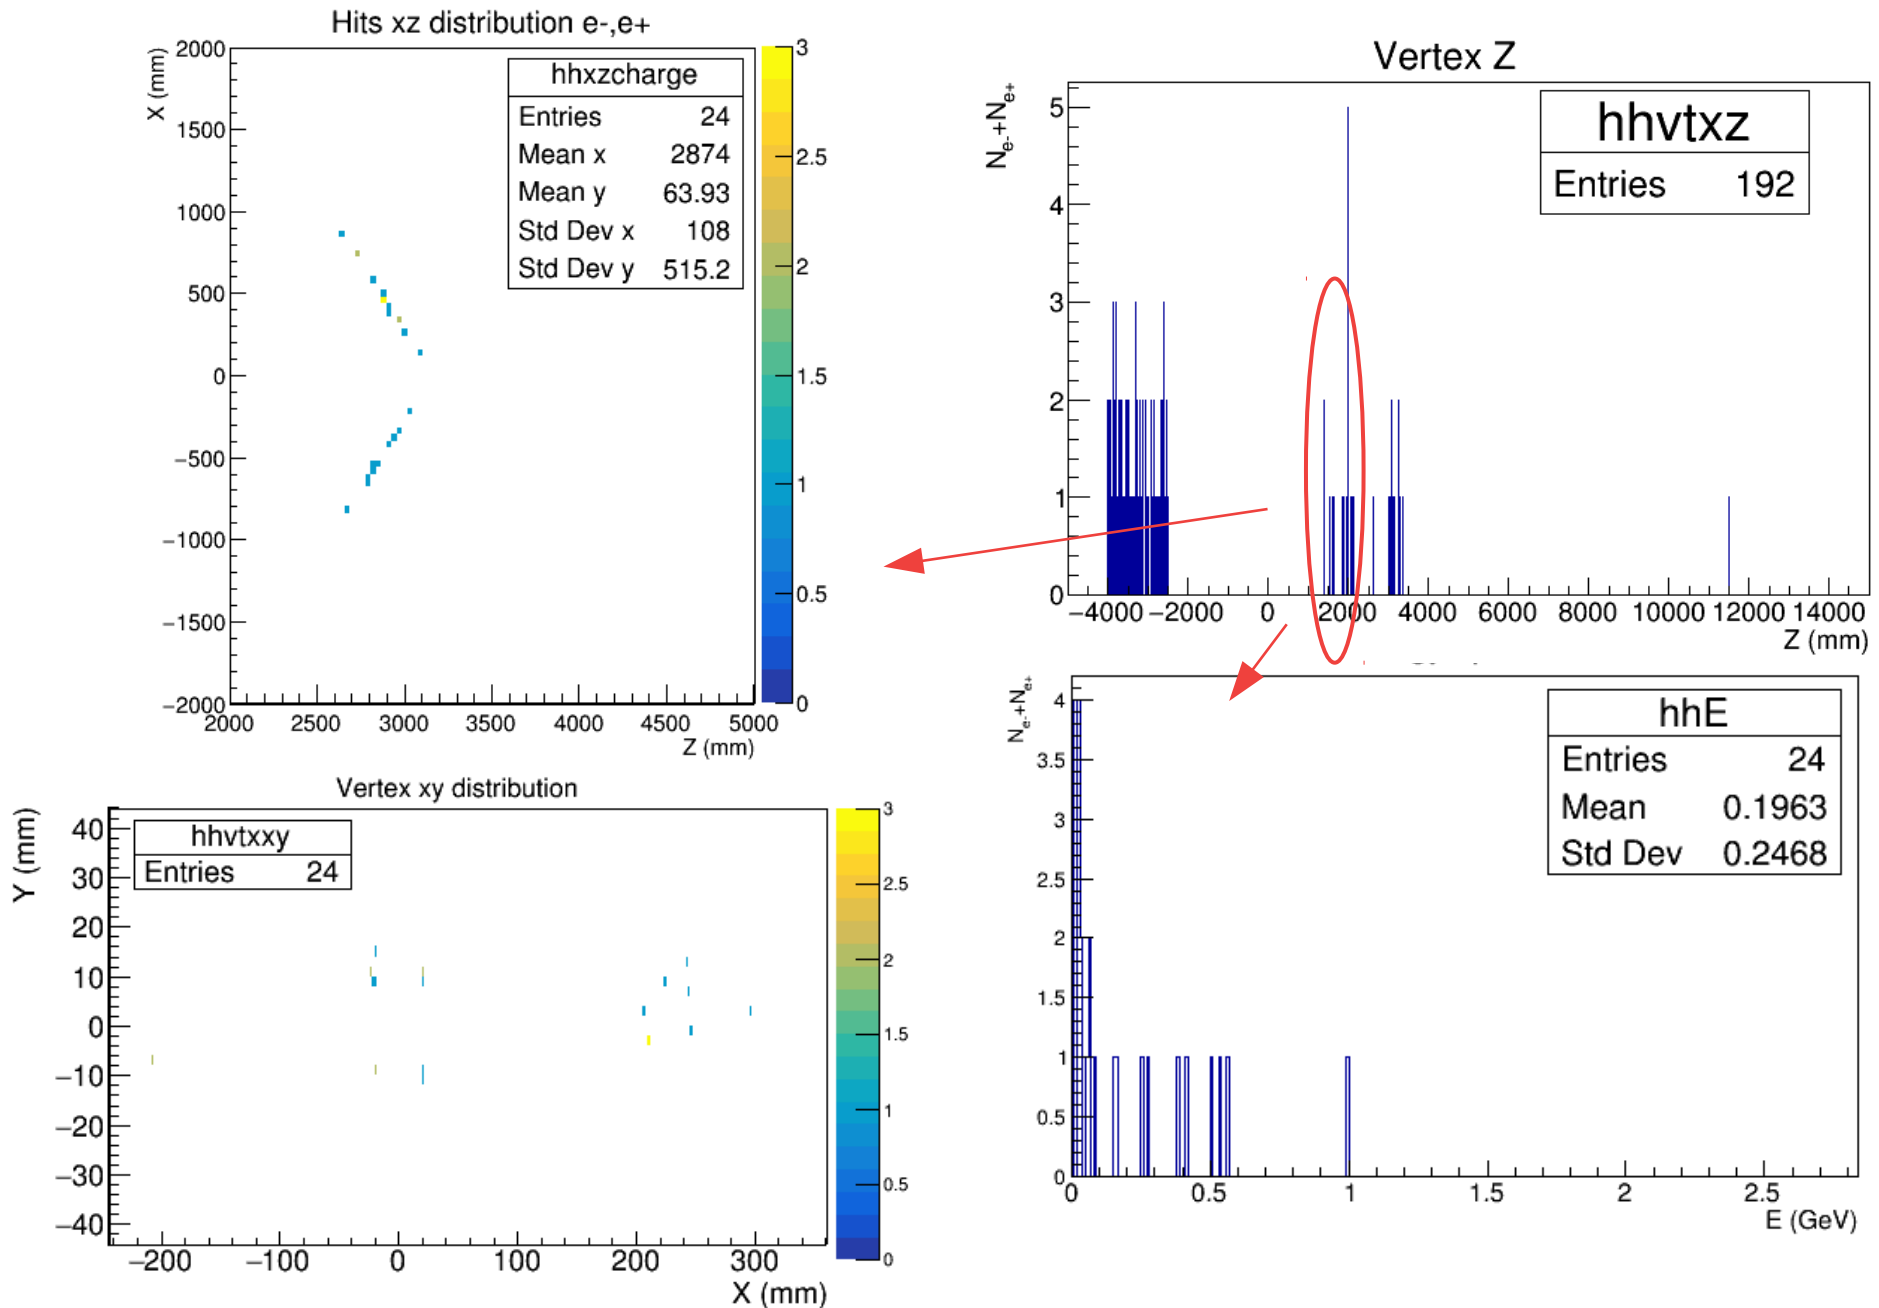 Hits xz distribution e-,e+
X (mm)
2000
1500
1000
500
0
−500
−1000
−1500
−2000
2000 2500 3000 3500 4000 4500 5000
Z (mm)
hhxzcharge
Entries 24
Mean x 2874
Mean y 63.93
Std Dev x 108
Std Dev y 515.2
3
2.5
2
1.5
1
0.5
0
Vertex Z
N_e-+N_e+
5
4
3
2
1
0
−4000 −2000 0 2000 4000 6000 8000 10000 12000 14000
Z (mm)
hhvtxz
Entries 192
Vertex xy distribution
Y (mm)
40
30
20
10
0
−10
−20
−30
−40
−200 −100 0 100 200 300
X (mm)
hhvtxxy
Entries 24
3
2.5
2
1.5
1
0.5
0
N_e-+N_e+
4
3.5
3
2.5
2
1.5
1
0.5
0
0 0.5 1 1.5 2 2.5
E (GeV)
hhE
Entries 24
Mean 0.1963
Std Dev 0.2468